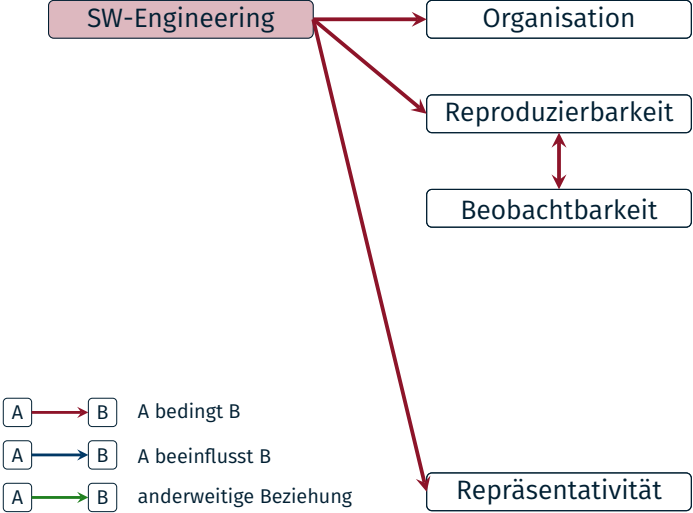 SW-Engineering
Organisation
Reproduzierbarkeit
Beobachtbarkeit
A B A bedingt B
A B A beeinflusst B
A B anderweitige Beziehung
Repräsentativität